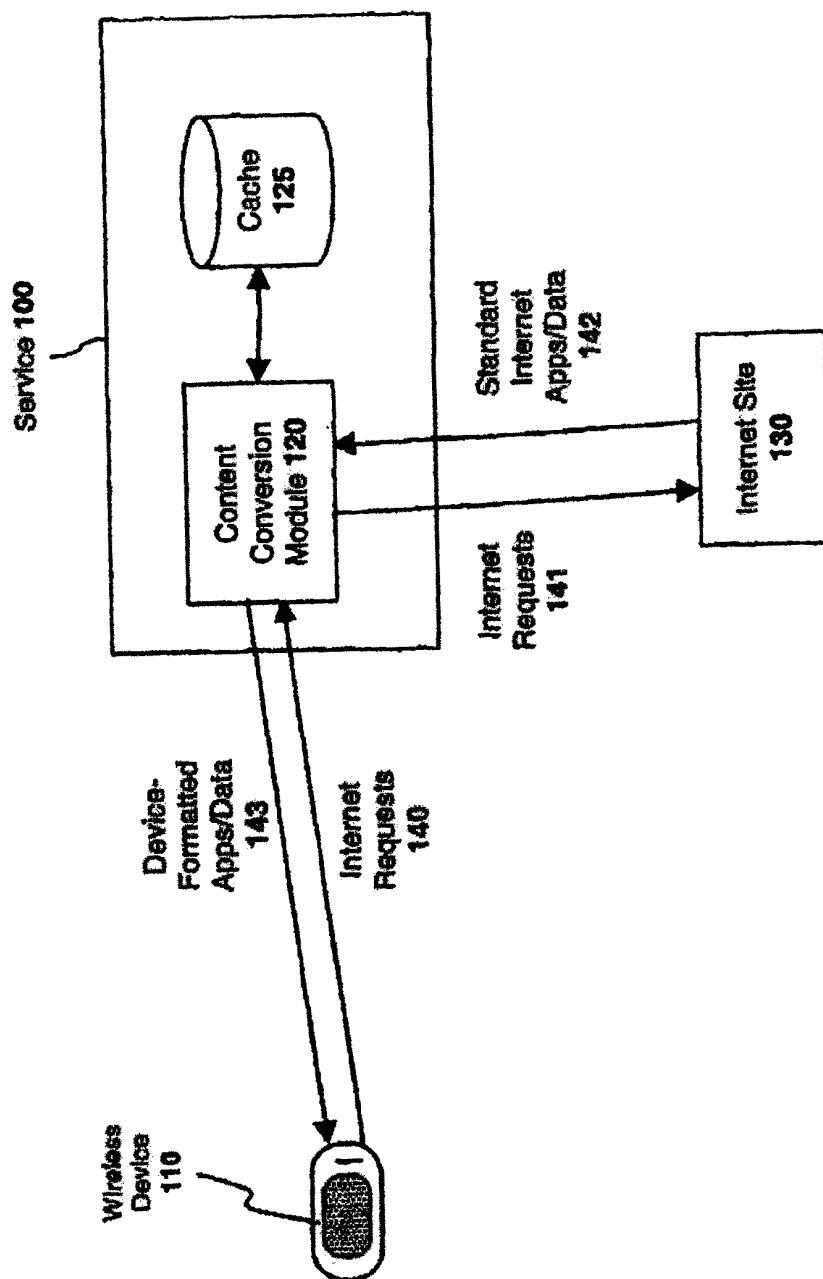 Service 100
Cache
125
Content
Conversion
Module 120
Standard
Internet
Apps/Data
142
Internet
Requests
141
Internet Site
130
Device-
Formatted
Apps/Data
143
Internet
Requests
140
Wireless
Device
110